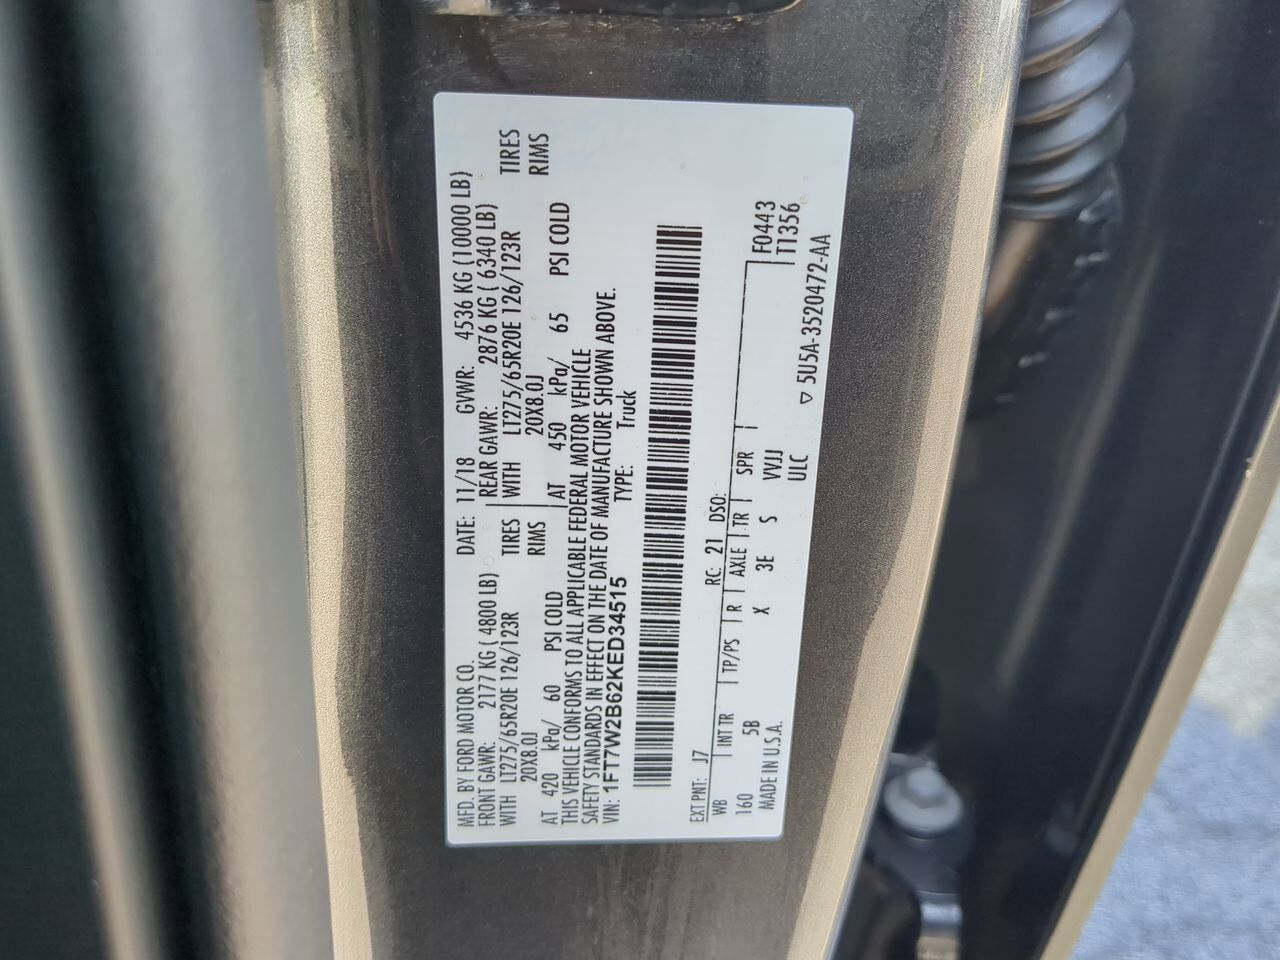 MFD. BY FORD MOTOR CO.
DATE: 11/18 GVWR: 4536 KG (10000 LB)
FRONT GAWR: 2177 KG ( 4800 LB) REAR GAWR: 2876 KG ( 6340 LB)
WITH LT275/65R20E 126/123R TIRES WITH LT275/65R20E 126/123R TIRES
20X8.0J RIMS 20X8.0J RIMS
AT 420 kPa/ 60 PSI COLD AT 450 kPa/ 65 PSI COLD
THIS VEHICLE CONFORMS TO ALL APPLICABLE FEDERAL MOTOR VEHICLE
SAFETY STANDARDS IN EFFECT ON THE DATE OF MANUFACTURE SHOWN ABOVE.
VIN: 1FT7W2B62KED34515 TYPE: Truck
EXT PNT: J7 RC: 21 DSO: F0443
WB INT TR TP/PS R AXLE TR SPR T1356
160 5B X 3E S VVJJ
MADE IN U.S.A. ULC ▽ 5U5A-3520472-AA